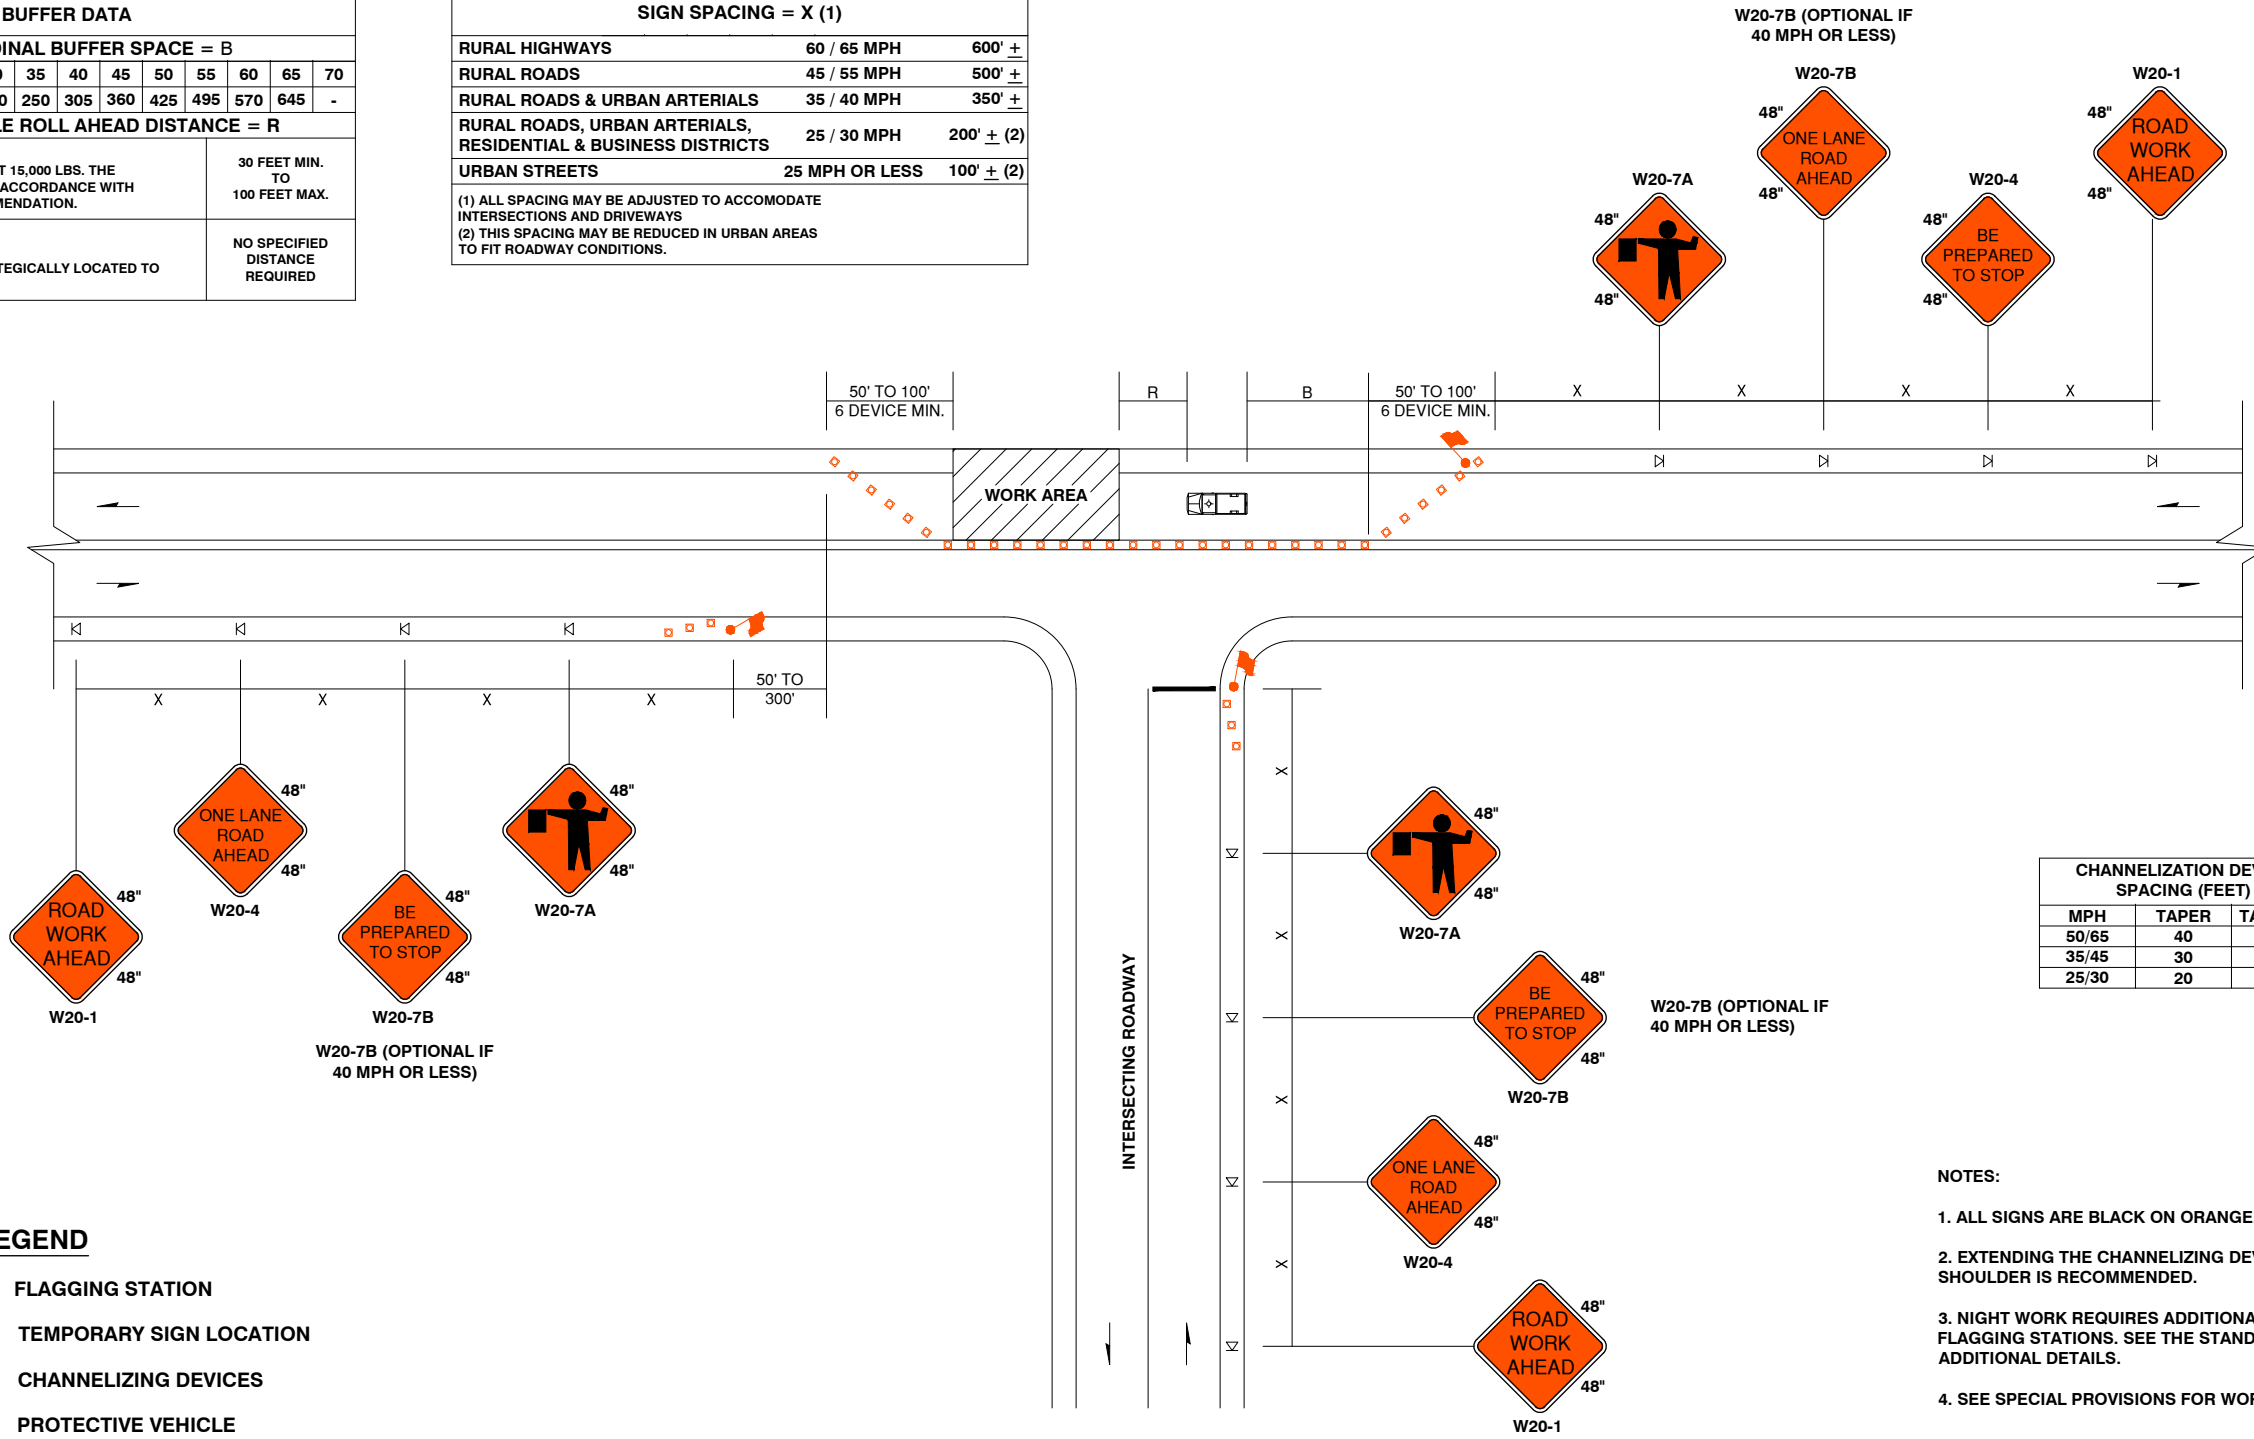 BUFFER DATA
BUFFER SPACE = B
35 40 45 50 55 60 65 70
250 305 360 425 495 570 645 -
ROLL AHEAD DISTANCE = R
15,000 LBS. THE
ACCORDANCE WITH
30 FEET MIN.
TO
100 FEET MAX.
LOCATED TO
NO SPECIFIED
DISTANCE
REQUIRED
SIGN SPACING = X (1)
RURAL HIGHWAYS 60 / 65 MPH 600' ±
RURAL ROADS 45 / 55 MPH 500' ±
RURAL ROADS & URBAN ARTERIALS 35 / 40 MPH 350' ±
RURAL ROADS, URBAN ARTERIALS,
RESIDENTIAL & BUSINESS DISTRICTS 25 / 30 MPH 200' ± (2)
URBAN STREETS 25 MPH OR LESS 100' ± (2)
(1) ALL SPACING MAY BE ADJUSTED TO ACCOMODATE
INTERSECTIONS AND DRIVEWAYS
(2) THIS SPACING MAY BE REDUCED IN URBAN AREAS
TO FIT ROADWAY CONDITIONS.
W20-7B (OPTIONAL IF
40 MPH OR LESS)
W20-7B
48"
ONE LANE
ROAD
AHEAD
48"
W20-1
48"
ROAD
WORK
AHEAD
48"
W20-7A
48"
48"
W20-4
48"
BE
PREPARED
TO STOP
48"
50' TO 100'
6 DEVICE MIN.
R
B
50' TO 100'
6 DEVICE MIN.
X
X
X
X
WORK AREA
X
X
X
X
50' TO
300'
48"
ONE LANE
ROAD
AHEAD
48"
W20-4
48"
48"
W20-7A
48"
ROAD
WORK
AHEAD
48"
W20-1
48"
BE
PREPARED
TO STOP
48"
W20-7B
W20-7B (OPTIONAL IF
40 MPH OR LESS)
INTERSECTING ROADWAY
X
X
X
X
48"
48"
W20-7A
48"
BE
PREPARED
TO STOP
48"
W20-7B
W20-7B (OPTIONAL IF
40 MPH OR LESS)
48"
ONE LANE
ROAD
AHEAD
48"
W20-4
48"
ROAD
WORK
AHEAD
48"
W20-1
CHANNELIZATION
SPACING (FEET)
MPH TAPER
50/65 40
35/45 30
25/30 20
FLAGGING STATION
TEMPORARY SIGN LOCATION
CHANNELIZING DEVICES
PROTECTIVE VEHICLE
NOTES:
1. ALL SIGNS ARE BLACK ON ORANGE
2. EXTENDING THE CHANNELIZING
SHOULDER IS RECOMMENDED.
3. NIGHT WORK REQUIRES
FLAGGING STATIONS. SEE THE
ADDITIONAL DETAILS.
4. SEE SPECIAL PROVISIONS FOR